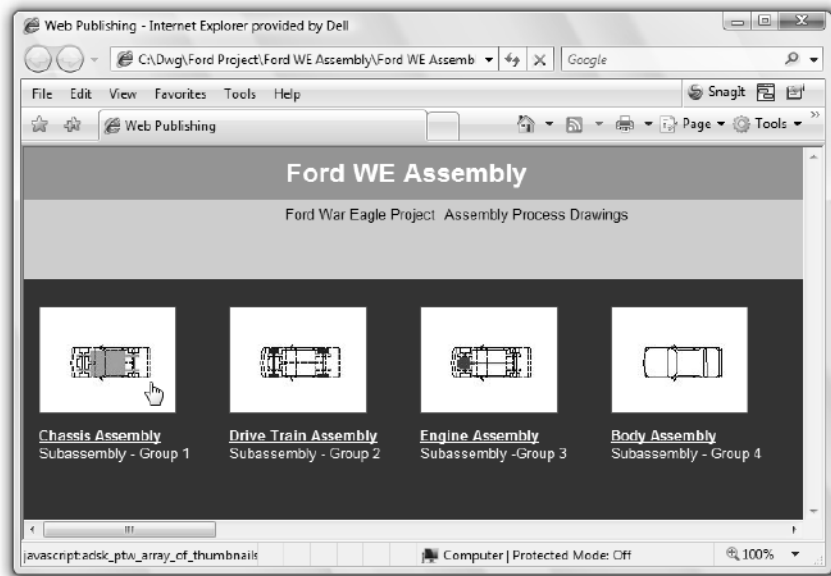 Web Publishing - Internet Explorer provided by Dell
C:\Dwg\Ford Project\Ford WE Assembly\Ford WE Assemb
Google
File Edit View Favorites Tools Help
SnagIt
Web Publishing
Page
Tools
Ford WE Assembly
Ford War Eagle Project Assembly Process Drawings
Chassis Assembly
Subassembly - Group 1
Drive Train Assembly
Subassembly - Group 2
Engine Assembly
Subassembly -Group 3
Body Assembly
Subassembly - Group 4
javascript:adsk_ptw_array_of_thumbnails
Computer | Protected Mode: Off
100%